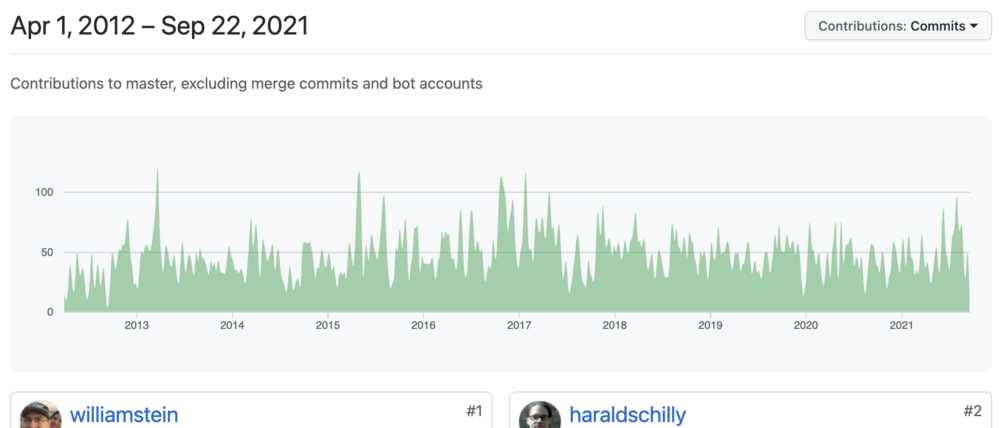 Apr 1, 2012 – Sep 22, 2021
Contributions: Commits
Contributions to master, excluding merge commits and bot accounts
100
50
0
2013 2014 2015 2016 2017 2018 2019 2020 2021
williamstein #1
haraldschilly #2